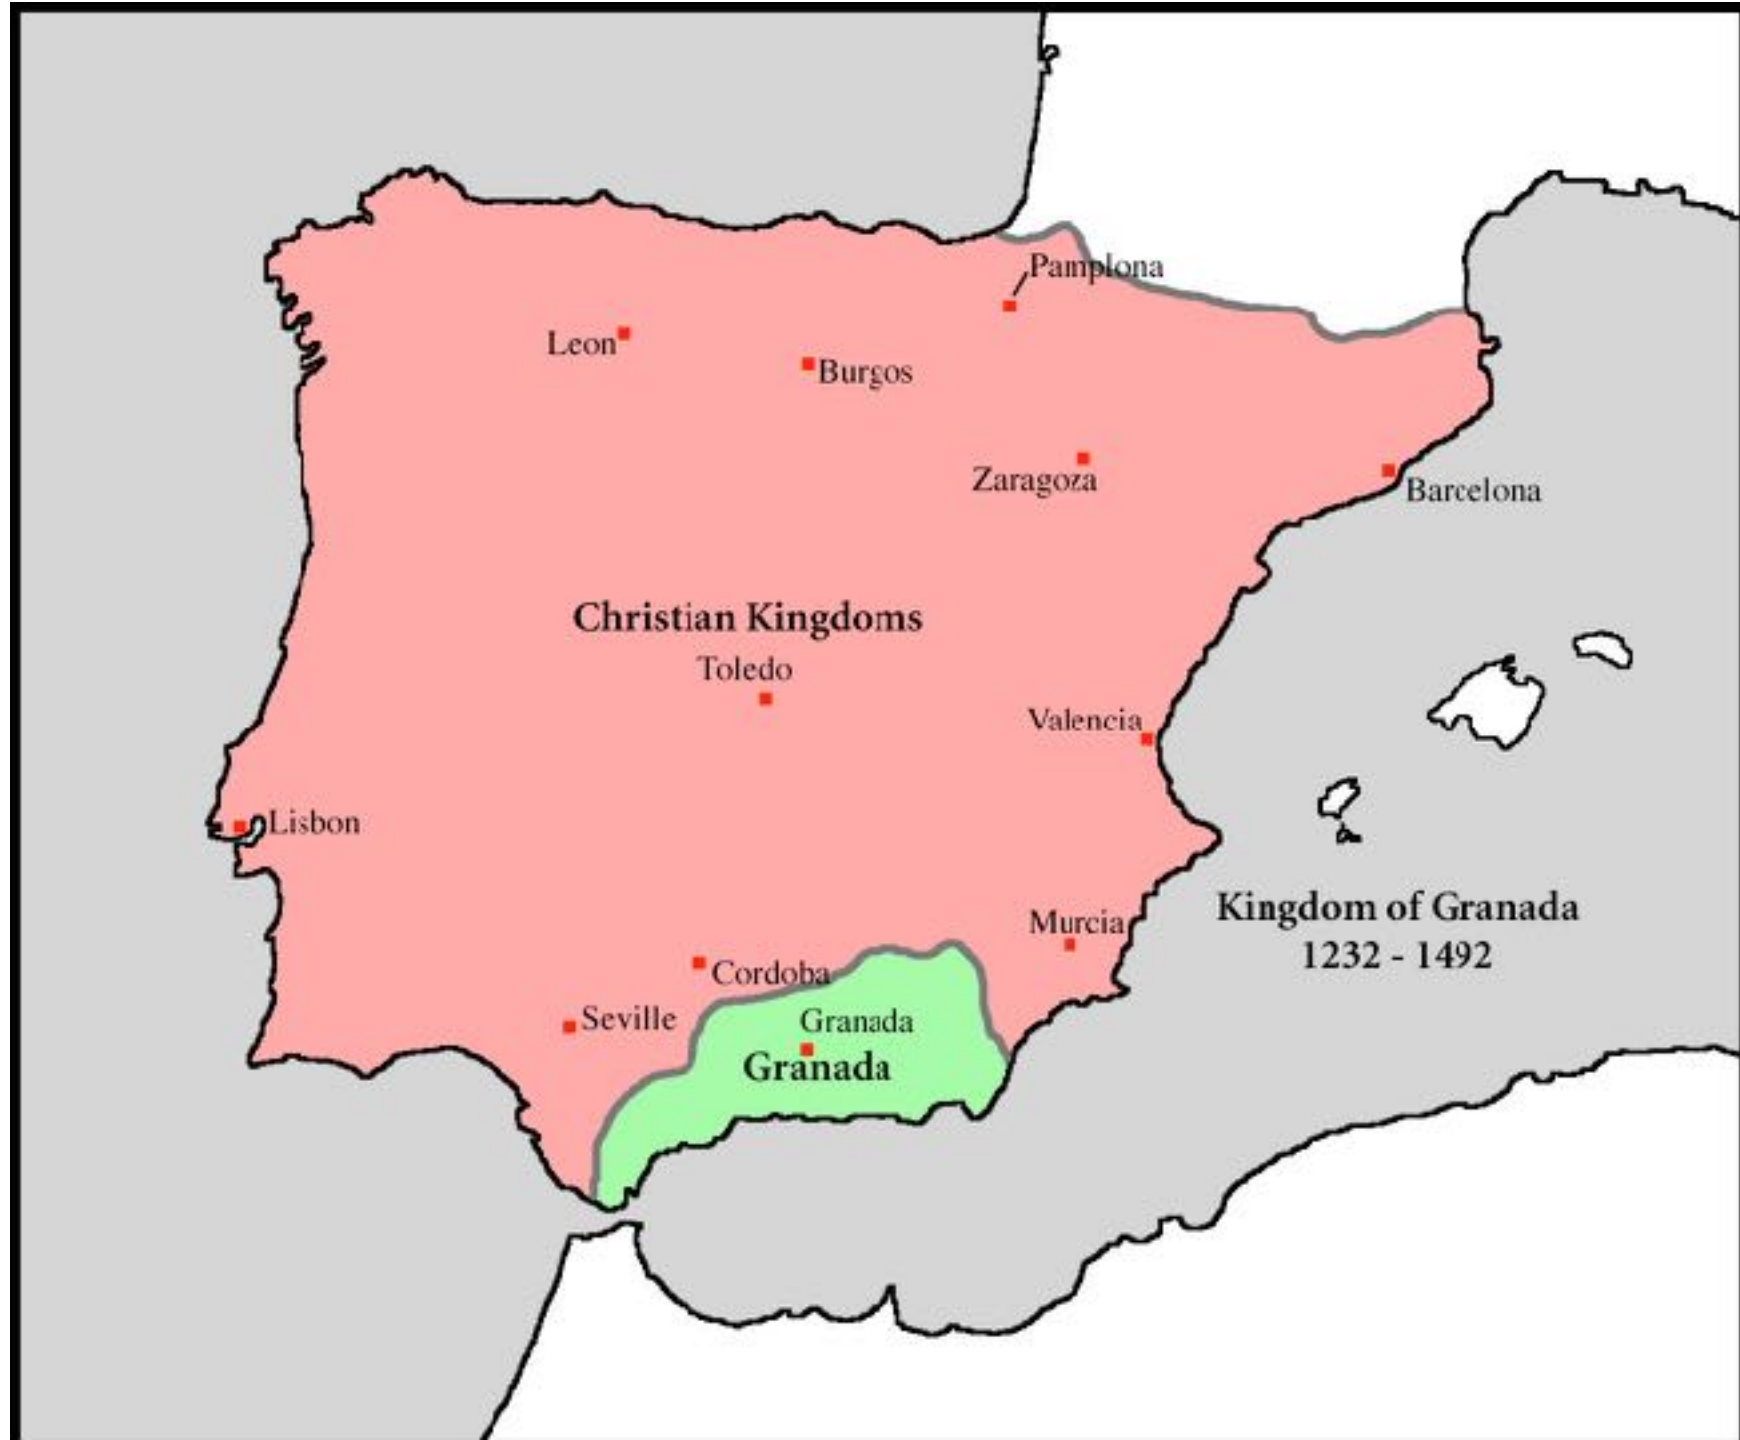 Pamplona
Leon
Burgos
Zaragoza
Barcelona
Christian Kingdoms
Toledo
Valencia
Lisbon
Kingdom of Granada
1232 - 1492
Murcia
Cordoba
Seville
Granada
Granada